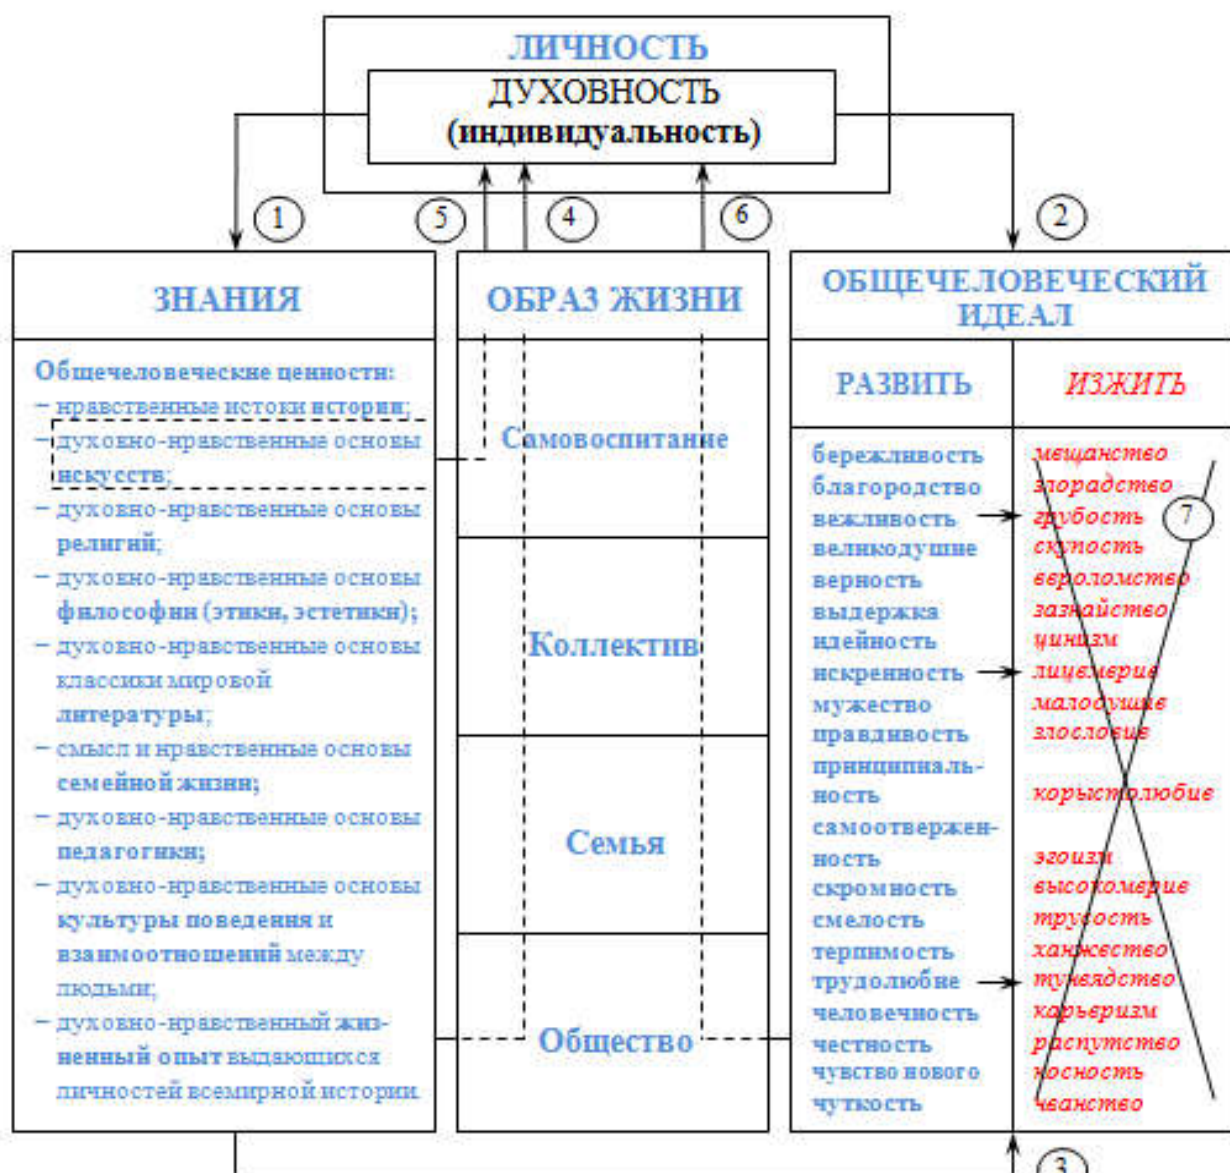 ЛИЧНОСТЬ
ДУХОВНОСТЬ
(индивидуальность)
1
5
4
6
2
ЗНАНИЯ
Общечеловеческие ценности:
– нравственные истоки истории;
– духовно-нравственные основы
искусств;
– духовно-нравственные основы
религий;
– духовно-нравственные основы
философии (этики, эстетики);
– духовно-нравственные основы
классики мировой
литературы;
– смысл и нравственные основы
семейной жизни;
– духовно-нравственные основы
педагогики;
– духовно-нравственные основы
культуры поведения и
взаимоотношений между
людьми;
– духовно-нравственный жиз-
ненный опыт выдающихся
личностей всемирной истории.
ОБРАЗ ЖИЗНИ
Самовоспитание
Коллектив
Семья
Общество
ОБЩЕЧЕЛОВЕЧЕСКИЙ
ИДЕАЛ
РАЗВИТЬ
бережливость
благородство
вежливость
великодушие
верность
выдержка
идейность
искренность
мужество
правдивость
принципиаль-
ность
самоотвержен-
ность
скромность
смелость
терпимость
трудолюбие
человечность
честность
чувство нового
чуткость
ИЗЖИТЬ
мещанство
злорадство
грубость
скупость
вероломство
зазнайство
цинизм
лицемерие
малодушие
злословие
корыстолюбие
эгоизм
высокомерие
трусость
ханжество
тунеядство
карьеризм
распутство
косность
чванство
7
3